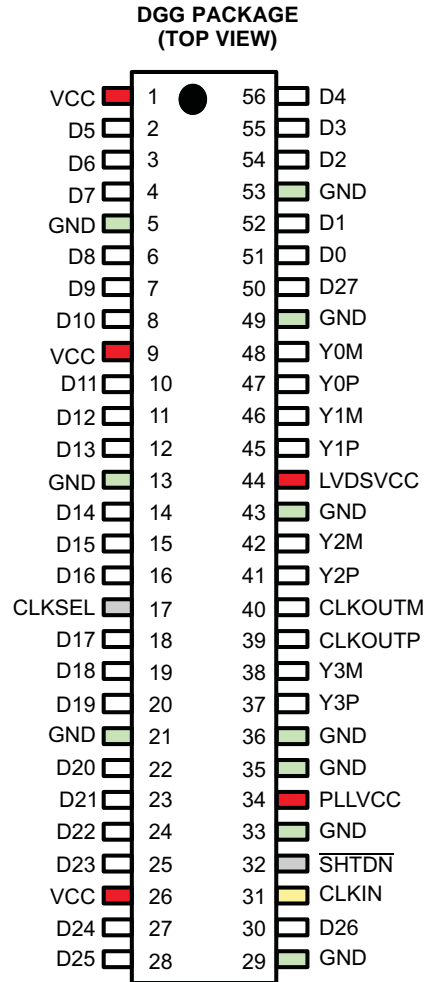 DGG PACKAGE
(TOP VIEW)
VCC 1 56 D4
D5 2 55 D3
D6 3 54 D2
D7 4 53 GND
GND 5 52 D1
D8 6 51 D0
D9 7 50 D27
D10 8 49 GND
VCC 9 48 Y0M
D11 10 47 Y0P
D12 11 46 Y1M
D13 12 45 Y1P
GND 13 44 LVDSVCC
D14 14 43 GND
D15 15 42 Y2M
D16 16 41 Y2P
CLKSEL 17 40 CLKOUTM
D17 18 39 CLKOUTP
D18 19 38 Y3M
D19 20 37 Y3P
GND 21 36 GND
D20 22 35 GND
D21 23 34 PLLVCC
D22 24 33 GND
D23 25 32 SHTDN
VCC 26 31 CLKIN
D24 27 30 D26
D25 28 29 GND